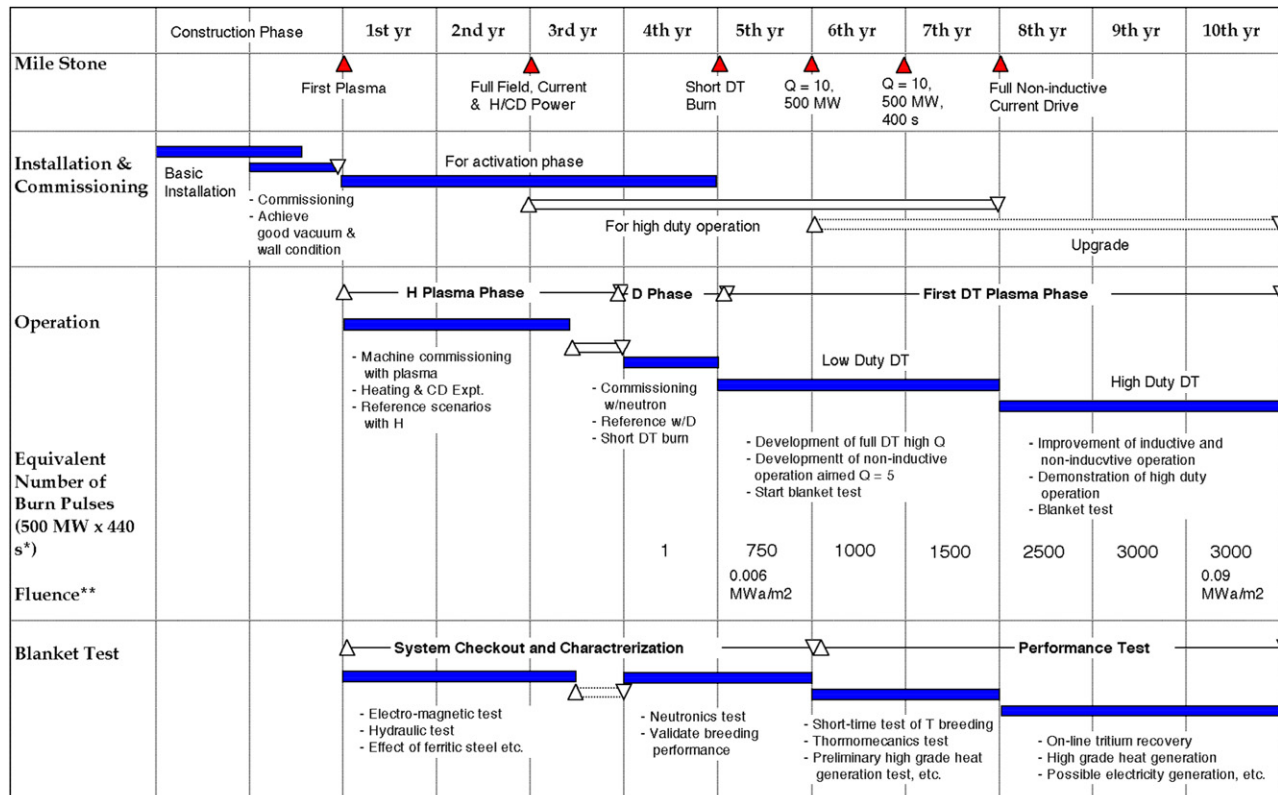 Construction Phase
1st yr
2nd yr
3rd yr
4th yr
5th yr
6th yr
7th yr
8th yr
9th yr
10th yr
Mile Stone
First Plasma
Full Field, Current
& H/CD Power
Short DT
Burn
Q = 10,
500 MW
Q = 10,
500 MW,
400 s
Full Non-inductive
Current Drive
Installation &
Commissioning
Basic
Installation
- Commissioning
- Achieve
good vacuum &
wall condition
For activation phase
For high duty operation
Upgrade
Operation
H Plasma Phase
D Phase
First DT Plasma Phase
- Machine commissioning
with plasma
- Heating & CD Expt.
- Reference scenarios
with H
- Commissioning
w/neutron
- Reference w/D
- Short DT burn
Low Duty DT
- Development of full DT high Q
- Developmentt of non-inductive
operation aimed Q = 5
- Start blanket test
High Duty DT
- Improvement of inductive and
non-inducvtive operation
- Demonstration of high duty
operation
- Blanket test
Equivalent
Number of
Burn Pulses
(500 MW x 440
s*)
1
750
1000
1500
2500
3000
3000
Fluence**
0.006
MWa/m2
0.09
MWa/m2
Blanket Test
System Checkout and Charactrerization
Performance Test
- Electro-magnetic test
- Hydraulic test
- Effect of ferritic steel etc.
- Neutronics test
- Validate breeding
performance
- Short-time test of T breeding
- Thormomecanics test
- Preliminary high grade heat
generation test, etc.
- On-line tritium recovery
- High grade heat generation
- Possible electricity generation, etc.